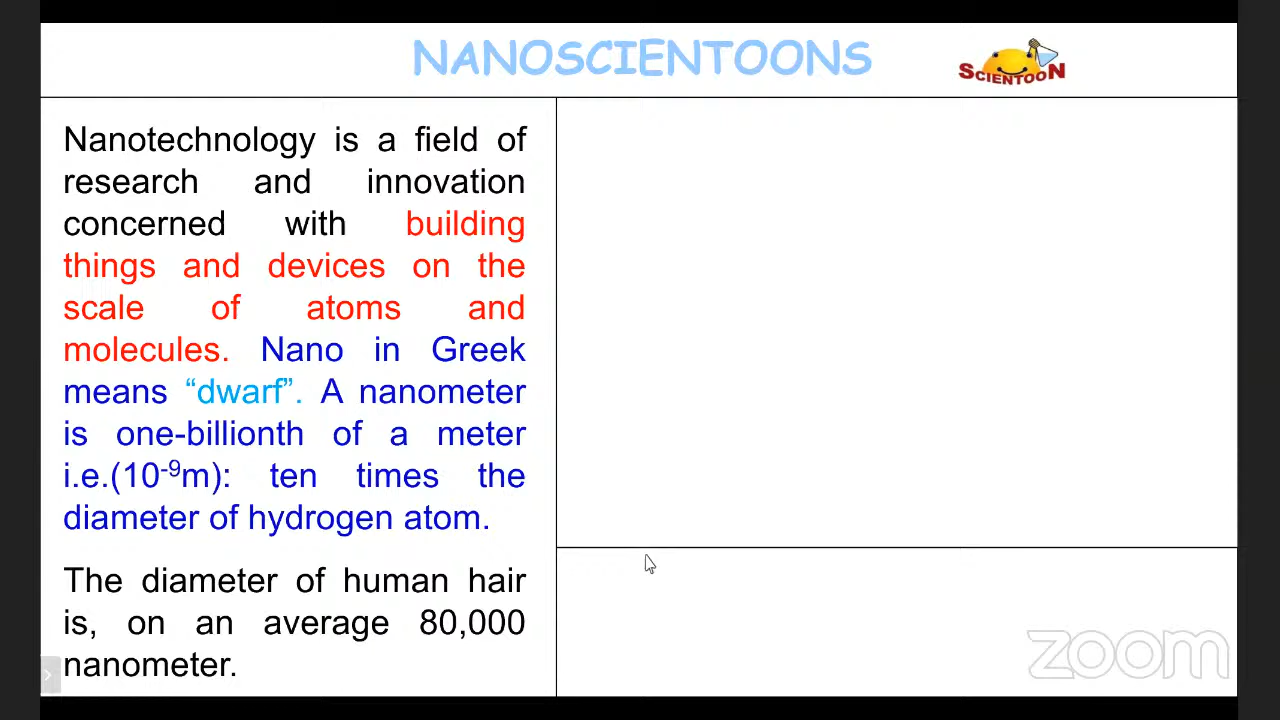 NANOSCIENTOONS
SCIENTOON
Nanotechnology is a field of
research and innovation
concerned with building
things and devices on the
scale of atoms and
molecules. Nano in Greek
means “dwarf”. A nanometer
is one-billionth of a meter
i.e.(10⁻⁹m): ten times the
diameter of hydrogen atom.
The diameter of human hair
is, on an average 80,000
nanometer.
zoom